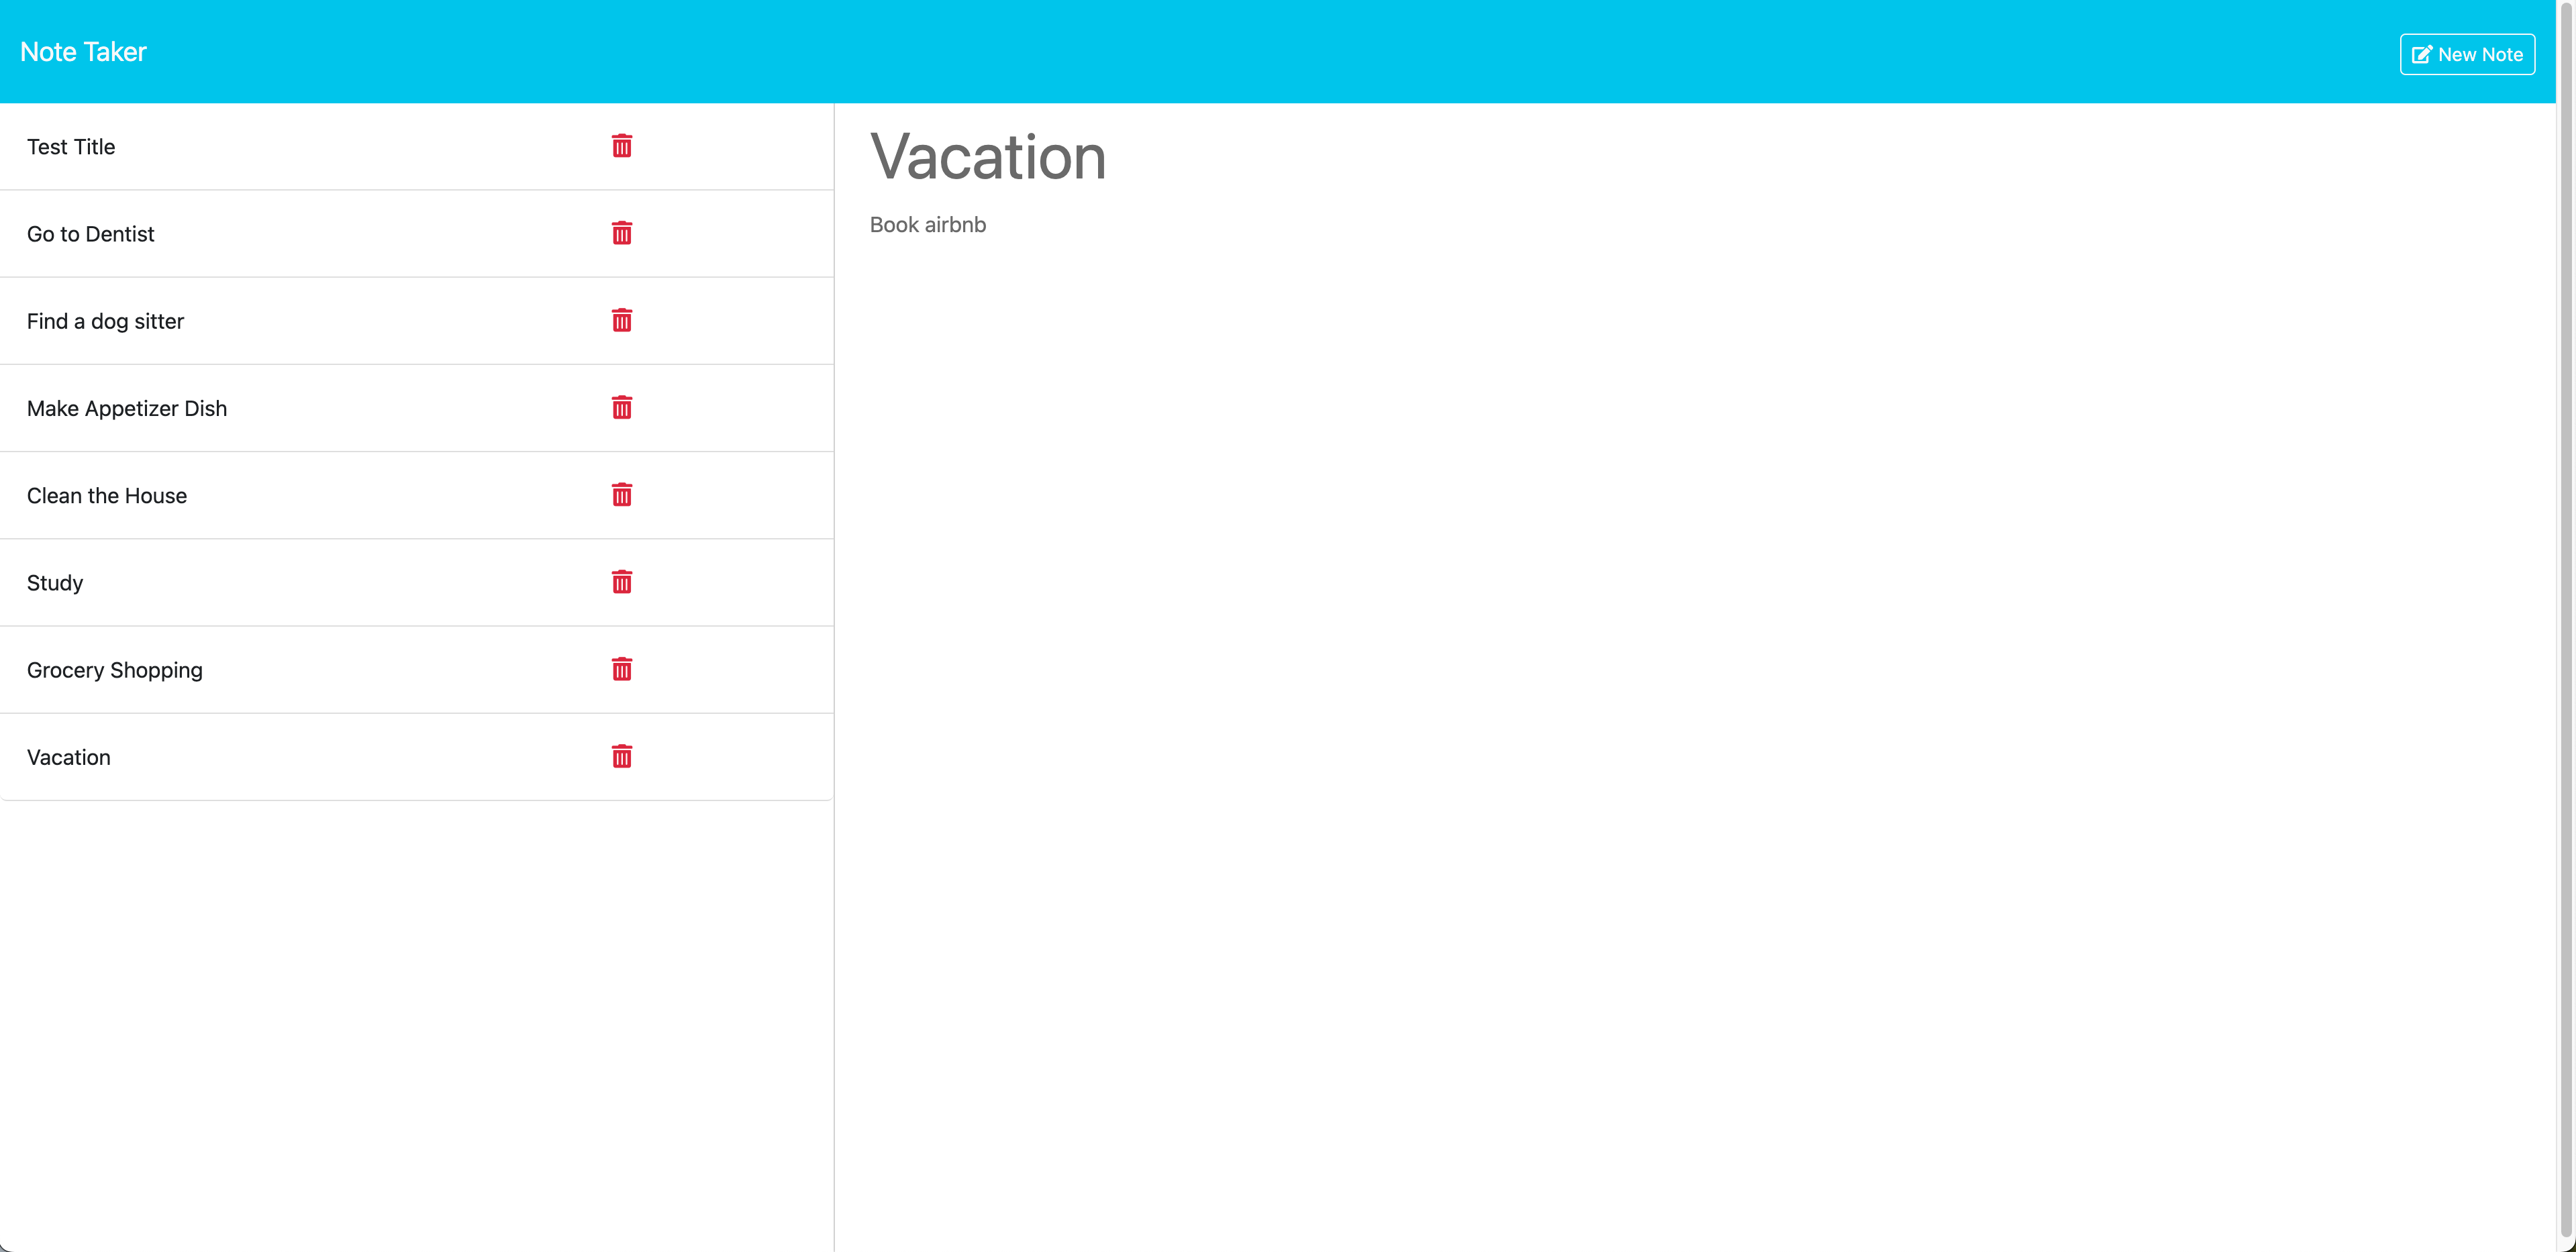 Note Taker
New Note
Test Title
Go to Dentist
Find a dog sitter
Make Appetizer Dish
Clean the House
Study
Grocery Shopping
Vacation
Vacation
Book airbnb